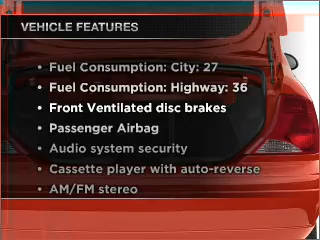 VEHICLE FEATURES
• Fuel Consumption: City: 27
• Fuel Consumption: Highway: 36
• Front Ventilated disc brakes
• Passenger Airbag
• Audio system security
• Cassette player with auto-reverse
• AM/FM stereo